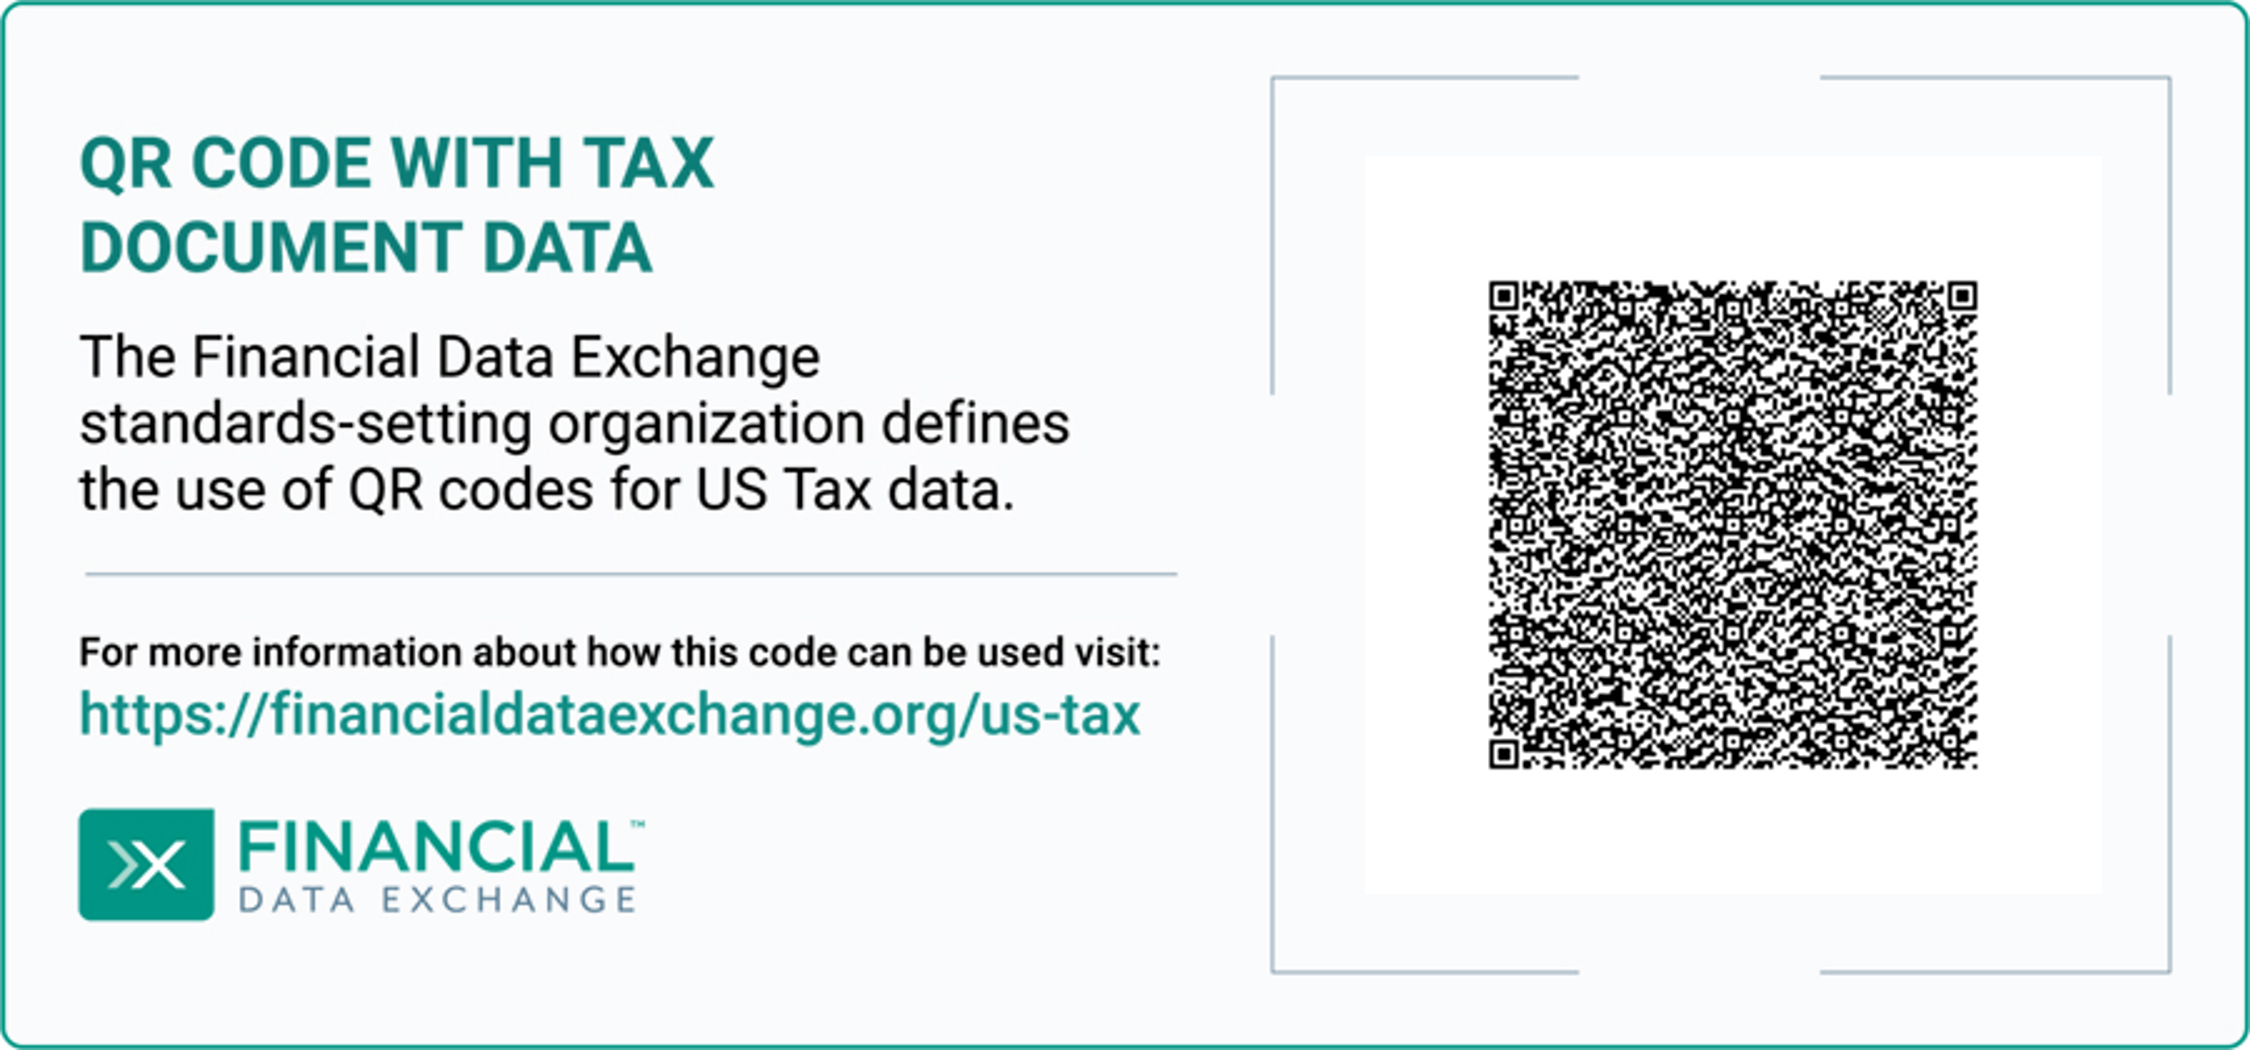 QR CODE WITH TAX
DOCUMENT DATA
The Financial Data Exchange
standards-setting organization defines
the use of QR codes for US Tax data.
For more information about how this code can be used visit:
https://financialdataexchange.org/us-tax
FINANCIAL™
DATA EXCHANGE